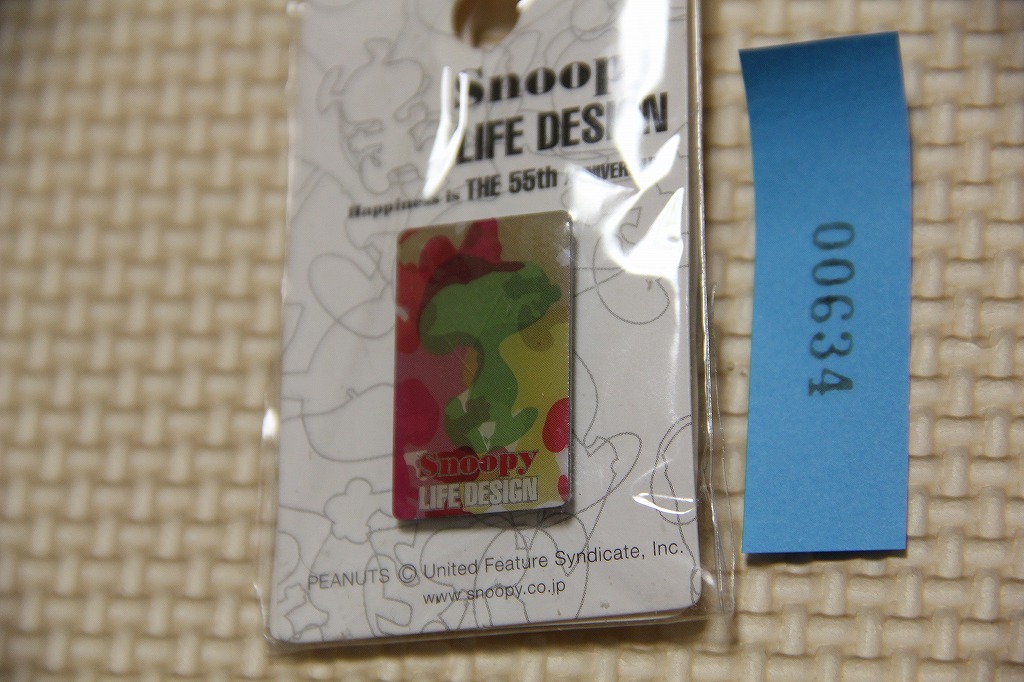 Snoop
LIFE DESIGN
Happiness is THE 55th
Snoopy
LIFE DESIGN
PEANUTS © United Feature Syndicate, Inc.
www.snoopy.co.jp
00634